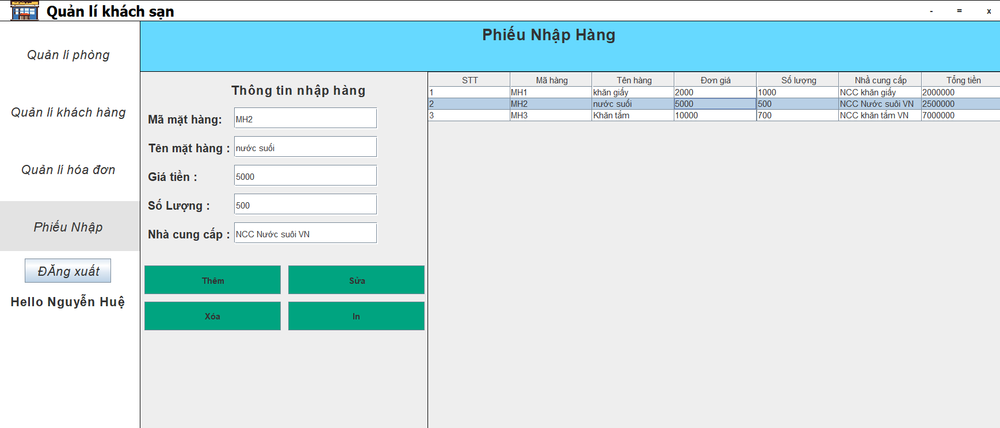 Quản lí khách sạn
- = x
Quản lí phòng
Quản lí khách hàng
Quản lí hóa đơn
Phiếu Nhập
ĐĂng xuất
Hello Nguyễn Huệ
Phiếu Nhập Hàng
Thông tin nhập hàng
Mã mặt hàng: MH2
Tên mặt hàng : nước suối
Giá tiền : 5000
Số Lượng : 500
Nhà cung cấp : NCC Nước suôi VN
Thêm Sửa
Xóa In
STT Mã hàng Tên hàng Đơn giá Số lượng Nhà cung cấp Tổng tiền
1 MH1 khăn giấy 2000 1000 NCC khăn giấy 2000000
2 MH2 nước suối 5000 500 NCC Nước suôi VN 2500000
3 MH3 Khăn tắm 10000 700 NCC khăn tắm VN 7000000